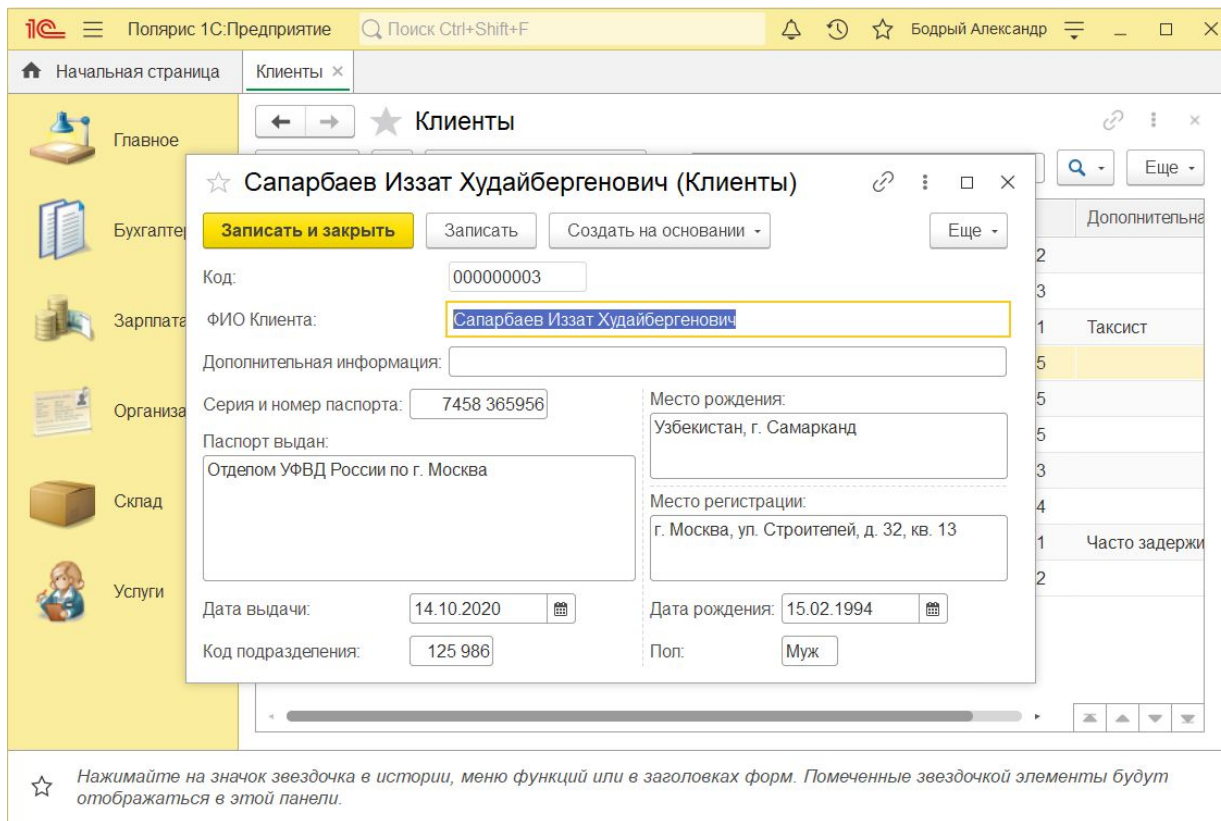 1С Полярис 1С:Предприятие Поиск Ctrl+Shift+F Бодрый Александр
Начальная страница Клиенты
Главное
Клиенты
Еще
Сапарбаев Иззат Худайбергенович (Клиенты)
Записать и закрыть Записать Создать на основании Еще
Код: 000000003
ФИО Клиента: Сапарбаев Иззат Худайбергенович
Дополнительная информация:
Серия и номер паспорта: 7458 365956
Паспорт выдан:
Отделом УФВД России по г. Москва
Место рождения:
Узбекистан, г. Самарканд
Место регистрации:
г. Москва, ул. Строителей, д. 32, кв. 13
Дата выдачи: 14.10.2020
Дата рождения: 15.02.1994
Код подразделения: 125 986
Пол: Муж
Бухгалтер
Зарплата
Организа
Склад
Услуги
Дополнительна
2
3
1 Таксист
5
5
5
3
4
1 Часто задержи
2
Нажимайте на значок звездочка в истории, меню функций или в заголовках форм. Помеченные звездочкой элементы будут
отображаться в этой панели.